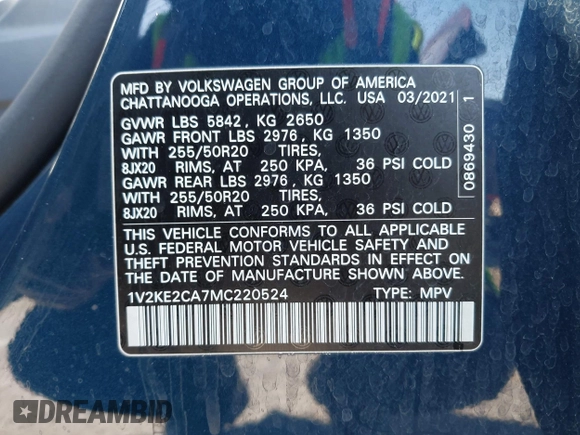 MFD BY VOLKSWAGEN GROUP OF AMERICA
CHATTANOOGA OPERATIONS, LLC. USA 03/2021
GVWR LBS 5842, KG 2650
GAWR FRONT LBS 2976, KG 1350
WITH 255/50R20 TIRES,
8JX20 RIMS, AT 250 KPA, 36 PSI COLD
GAWR REAR LBS 2976, KG 1350
WITH 255/50R20 TIRES,
8JX20 RIMS, AT 250 KPA, 36 PSI COLD
THIS VEHICLE CONFORMS TO ALL APPLICABLE
U.S. FEDERAL MOTOR VEHICLE SAFETY AND
THEFT PREVENTION STANDARDS IN EFFECT ON
THE DATE OF MANUFACTURE SHOWN ABOVE.
1V2KE2CA7MC220524 TYPE: MPV
0869430 1
DREAMBID